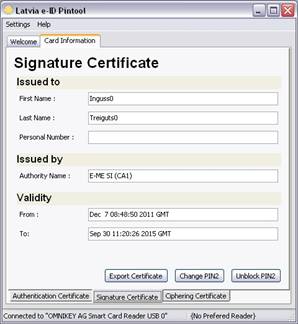 Latvia e-ID Pintool
Settings Help
Welcome Card Information
Signature Certificate
Issued to
First Name : Inguss0
Last Name : Treiguts0
Personal Number :
Issued by
Authority Name : E-ME SI (CA1)
Validity
From : Dec 7 08:48:50 2011 GMT
To: Sep 30 11:20:26 2015 GMT
Export Certificate Change PIN2 Unblock PIN2
Authentication Certificate Signature Certificate Ciphering Certificate
Connected to "OMNIKEY AG Smart Card Reader USB 0" {No Prefered Reader}